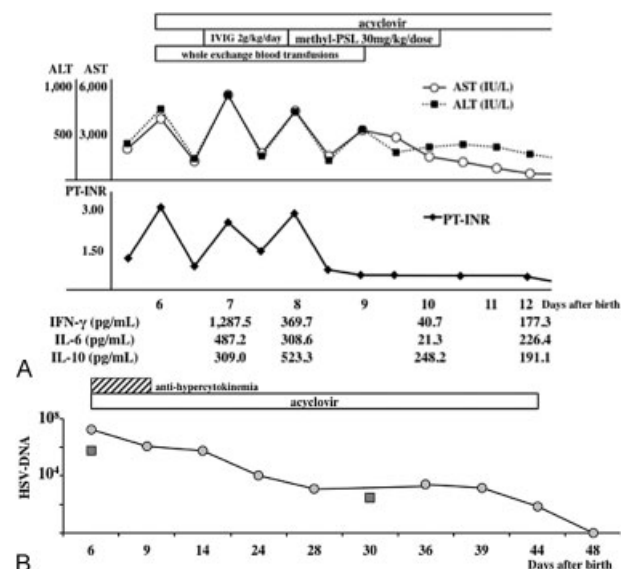 acyclovir
IVIG 2g/kg/day methyl-PSL 30mg/kg/dose
whole exchange blood transfusions
ALT AST
1,000 6,000
AST (IU/L)
ALT (IU/L)
500 3,000
PT-INR
3.00
PT-INR
1.50
6 7 8 9 10 11 12 Days after birth
IFN-γ (pg/mL) 1,287.5 369.7 40.7 177.3
IL-6 (pg/mL) 487.2 308.6 21.3 226.4
IL-10 (pg/mL) 309.0 523.3 248.2 191.1
A
anti-hypercytokinemia
acyclovir
10⁸
10⁴
HSV-DNA
6 9 14 24 28 30 36 39 44 48
Days after birth
B